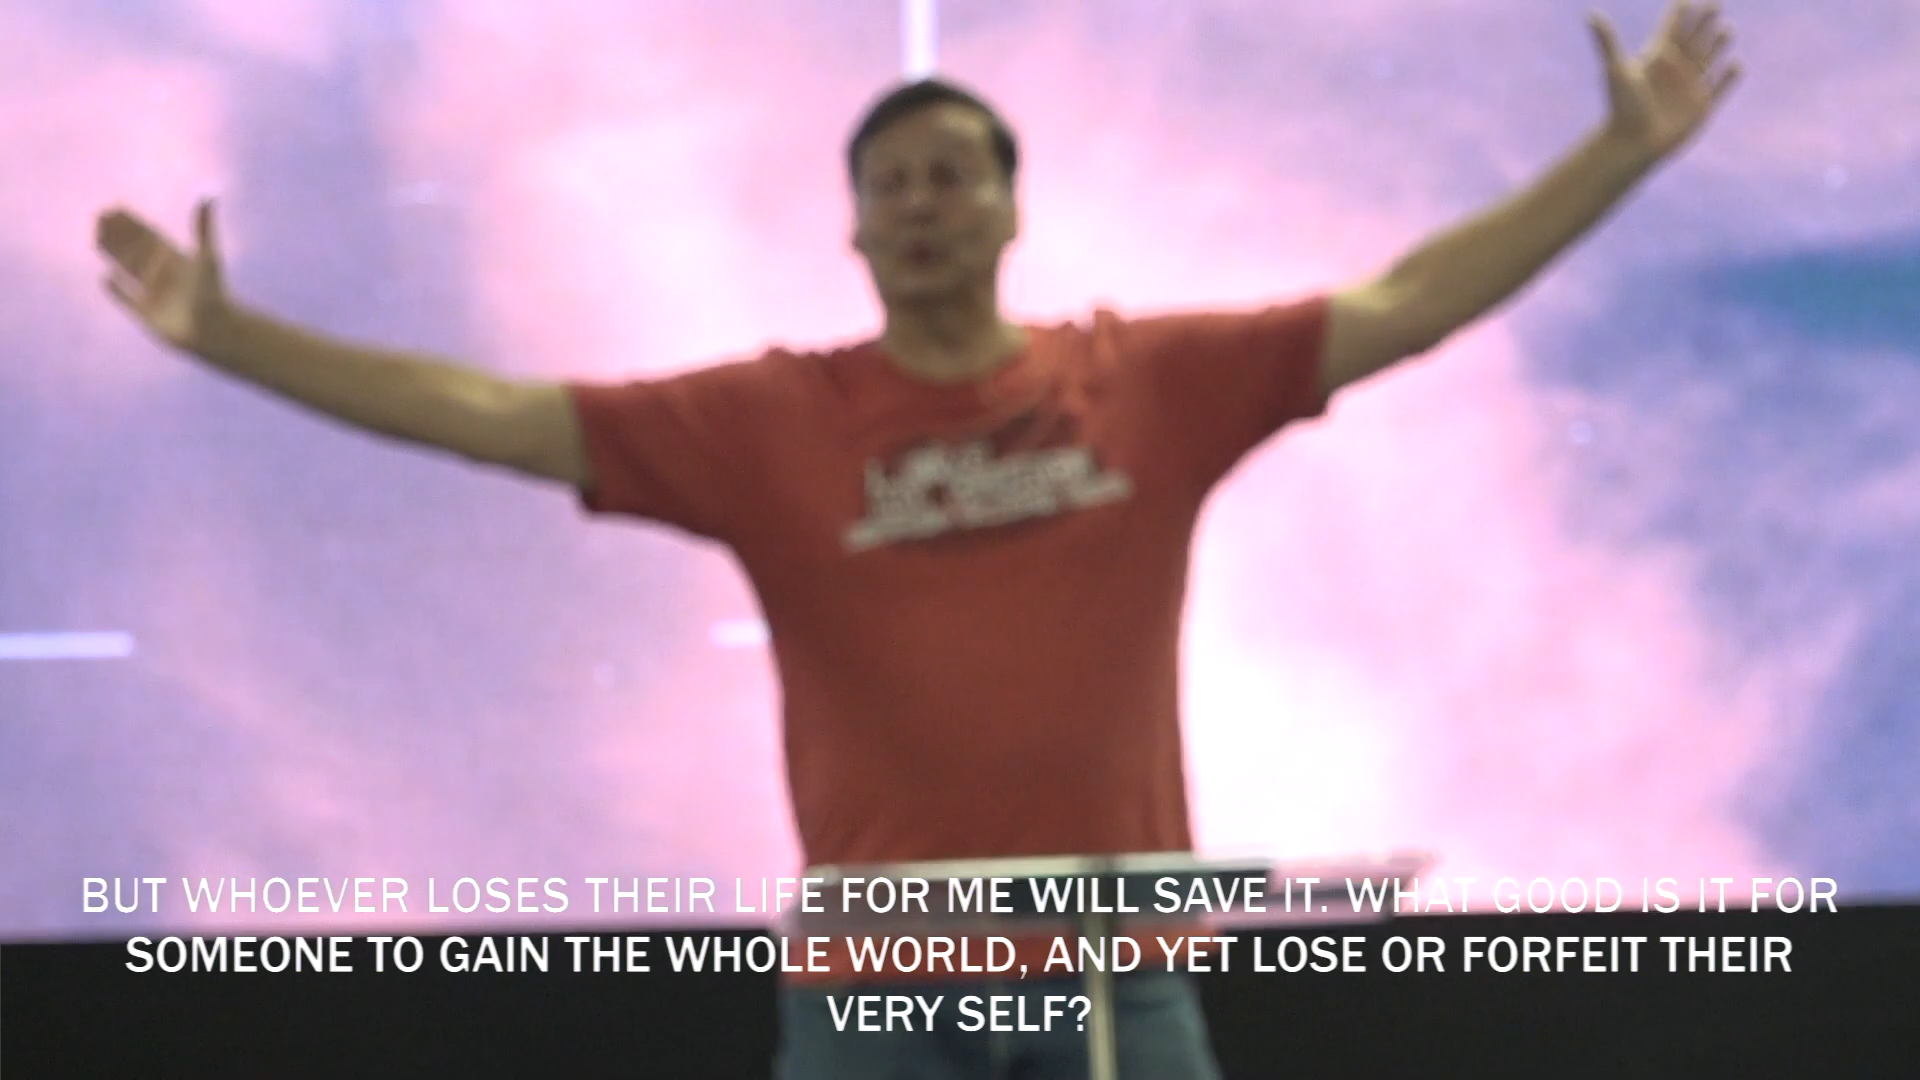 BUT WHOEVER LOSES THEIR LIFE FOR ME WILL SAVE IT. WHAT GOOD IS IT FOR
SOMEONE TO GAIN THE WHOLE WORLD, AND YET LOSE OR FORFEIT THEIR
VERY SELF?